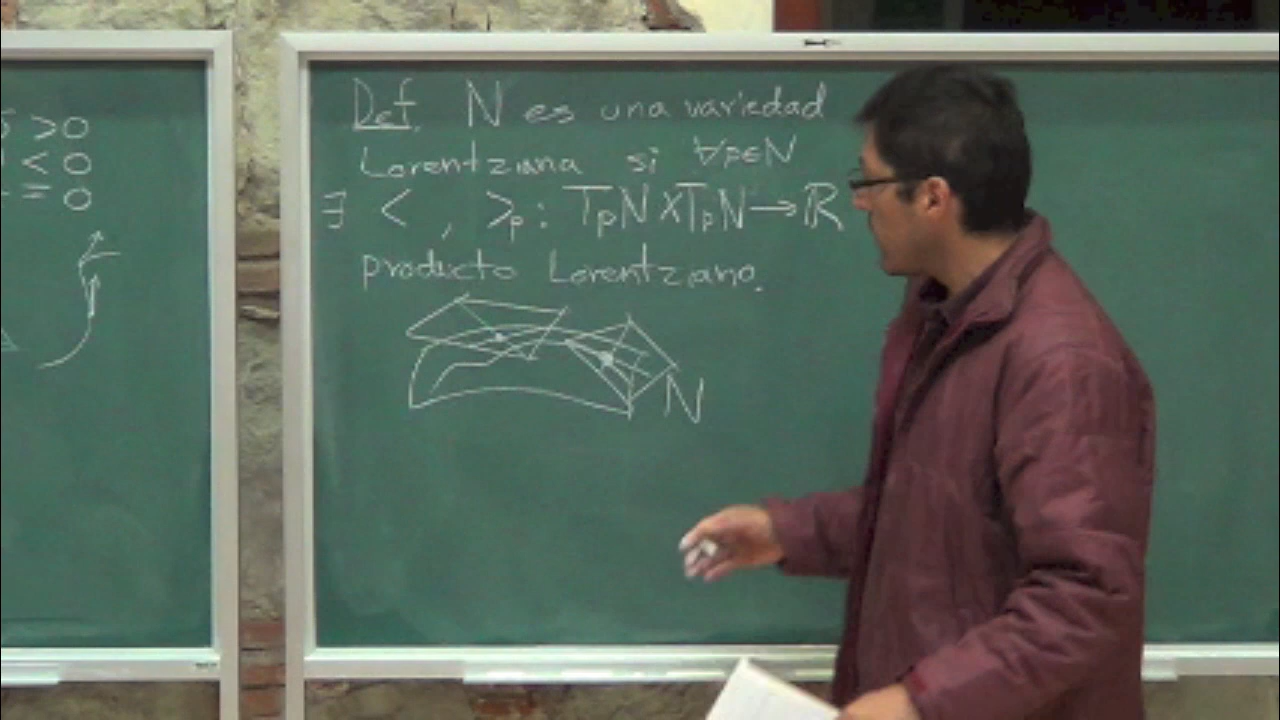 > 0
< 0
= 0
Def. N es una variedad
Lorentziana si ∀p∈N
∃ < , >ₚ : TₚN × TₚN → ℝ
producto Lorentziano.
N